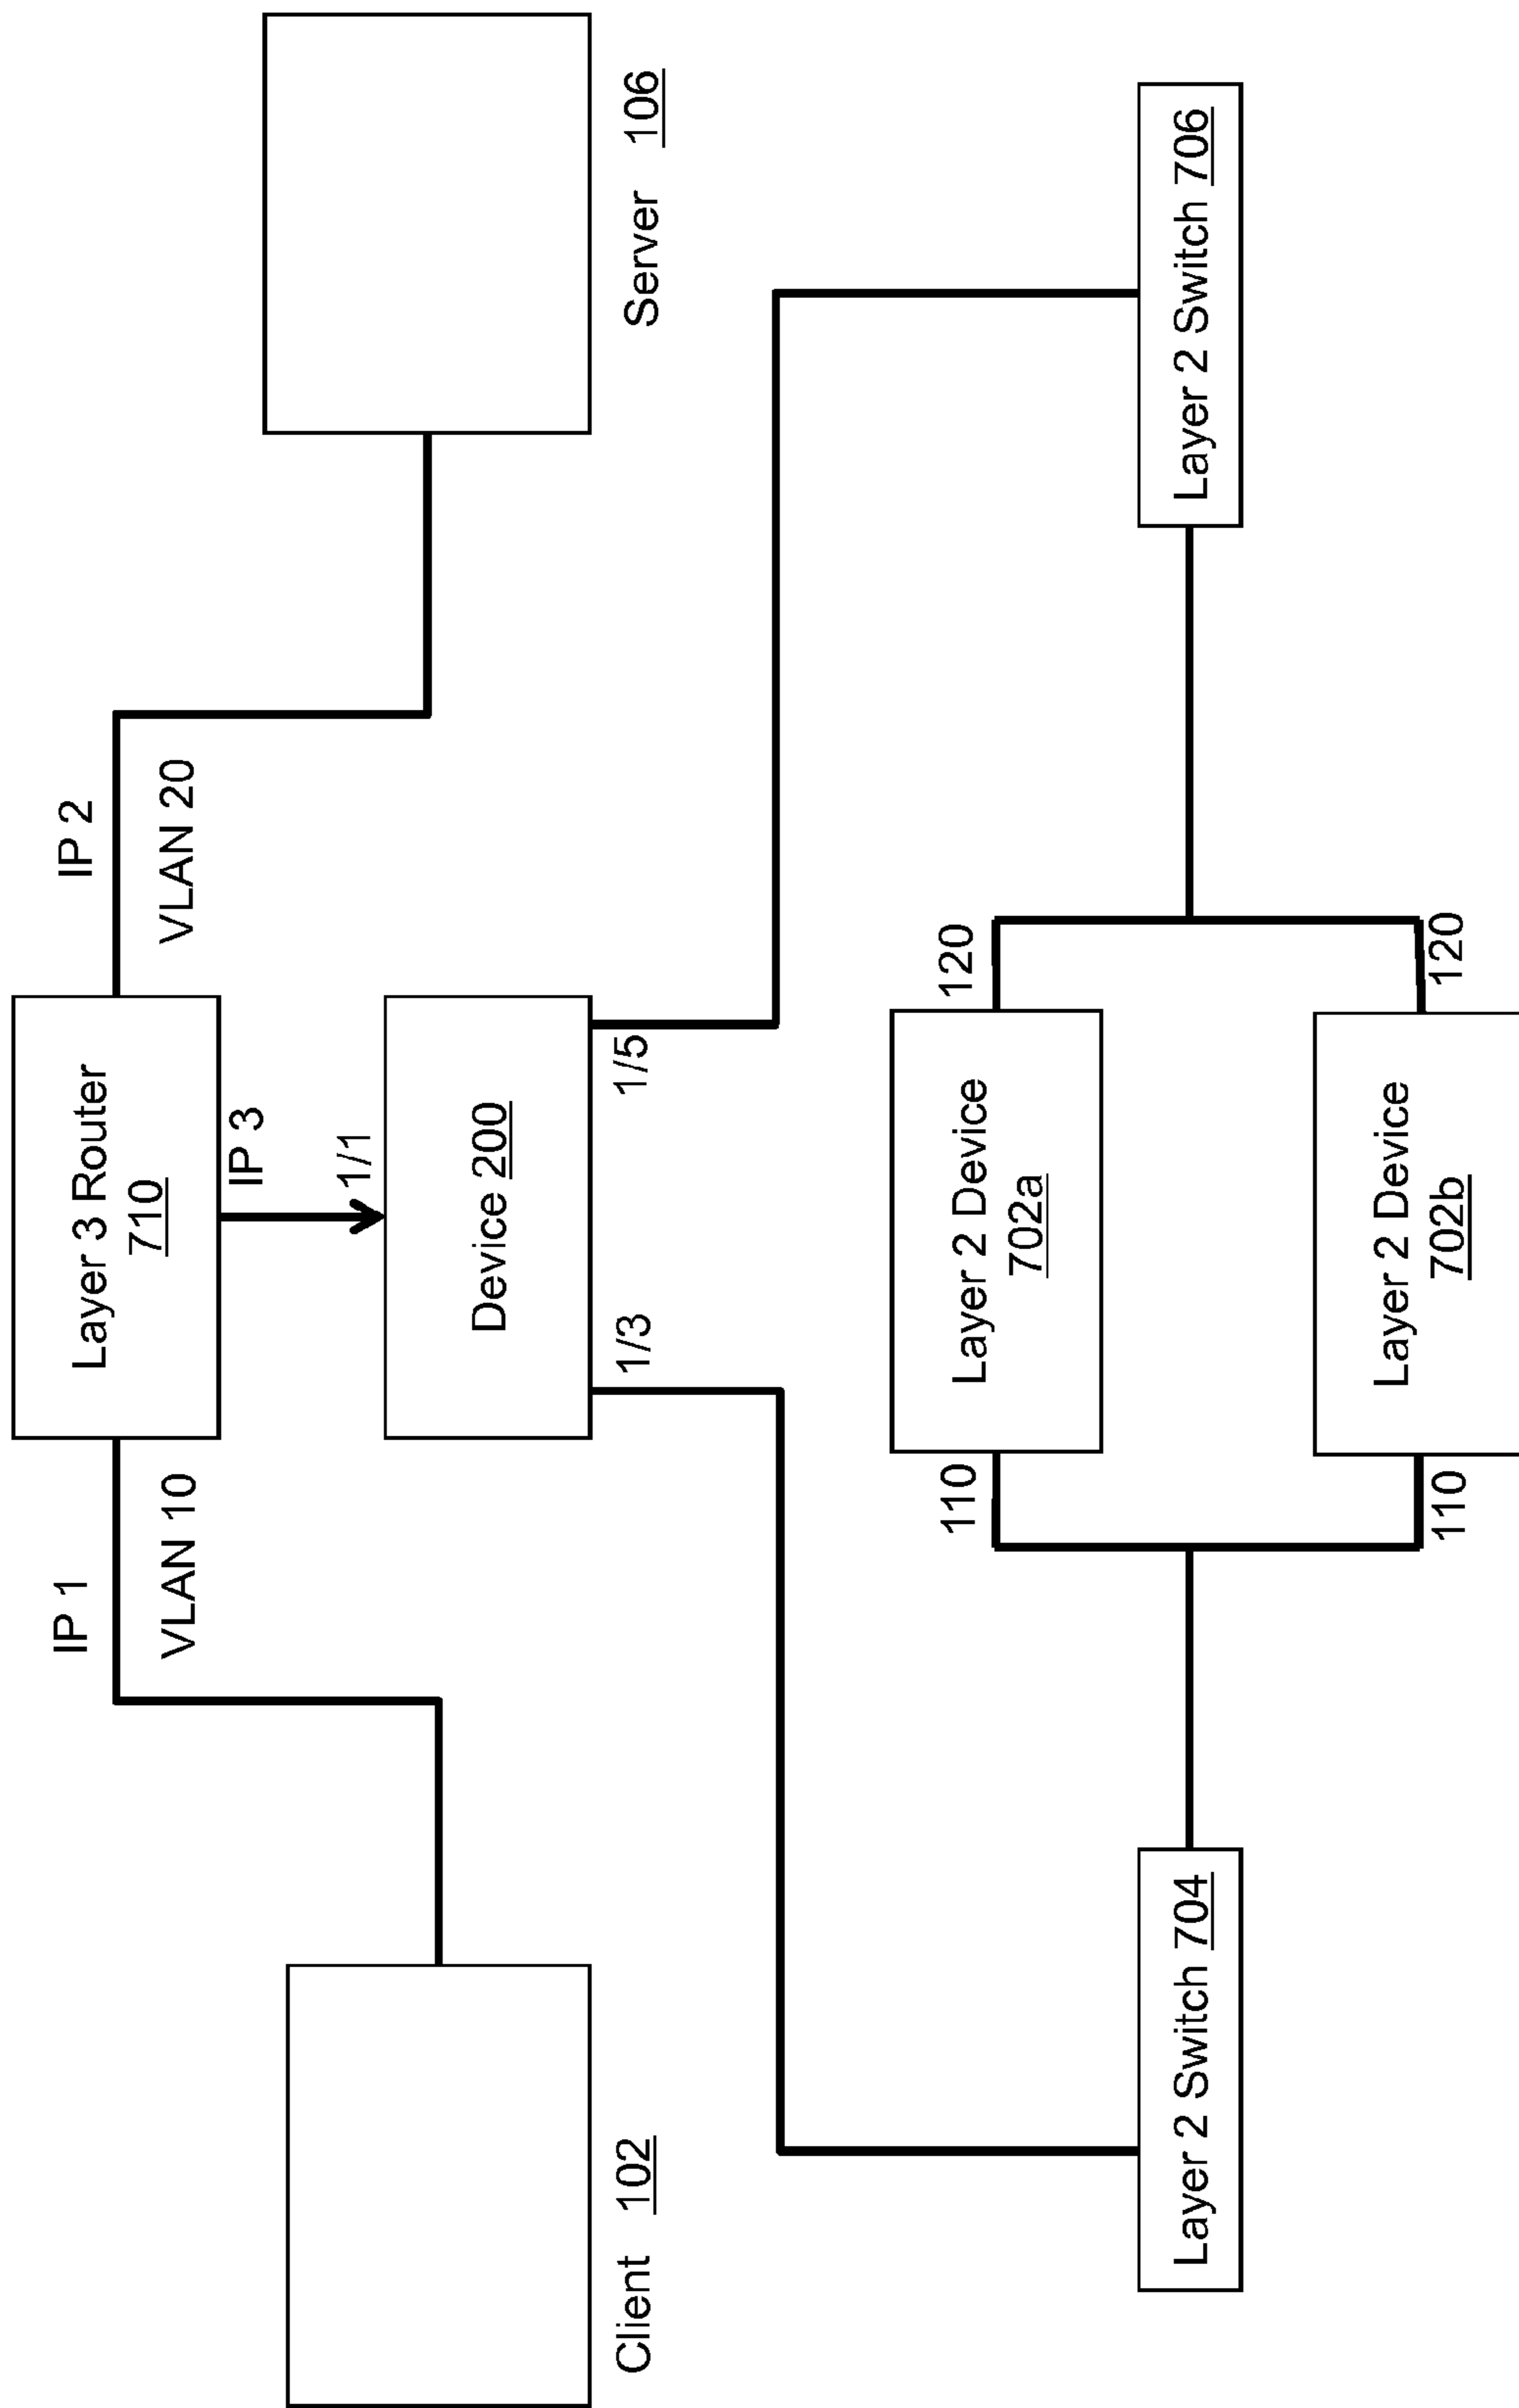 IP 1
IP 2
Layer 3 Router
710
VLAN 10
VLAN 20
IP 3
1/1
Device 200
1/3
1/5
Client 102
Server 106
110
Layer 2 Device
702a
120
Layer 2 Switch 704
Layer 2 Switch 706
110
Layer 2 Device
702b
120